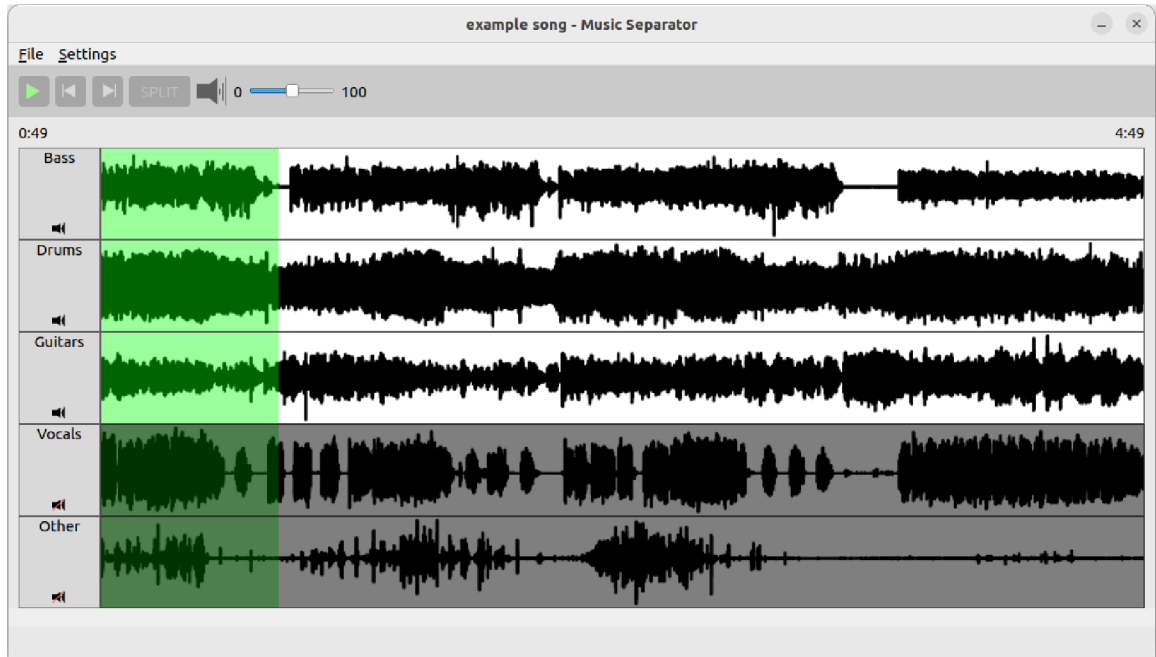 example song - Music Separator
File Settings
SPLIT 0 100
0:49 4:49
Bass
Drums
Guitars
Vocals
Other